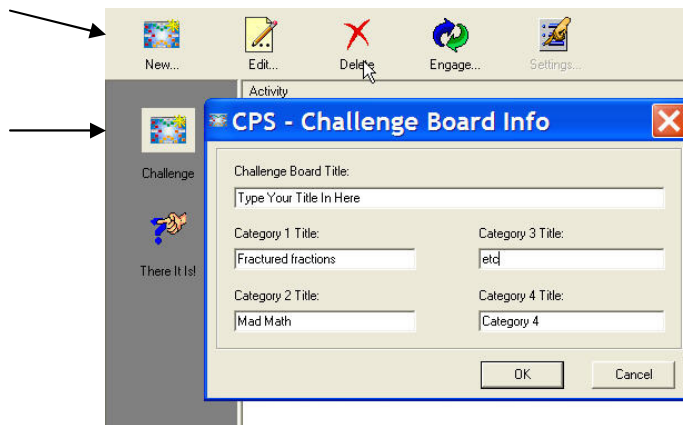 New... Edit... Delete Engage... Settings...
Activity
CPS - Challenge Board Info
Challenge
There It Is!
Challenge Board Title:
Type Your Title In Here
Category 1 Title: Category 3 Title:
Fractured fractions etc
Category 2 Title: Category 4 Title:
Mad Math Category 4
OK Cancel